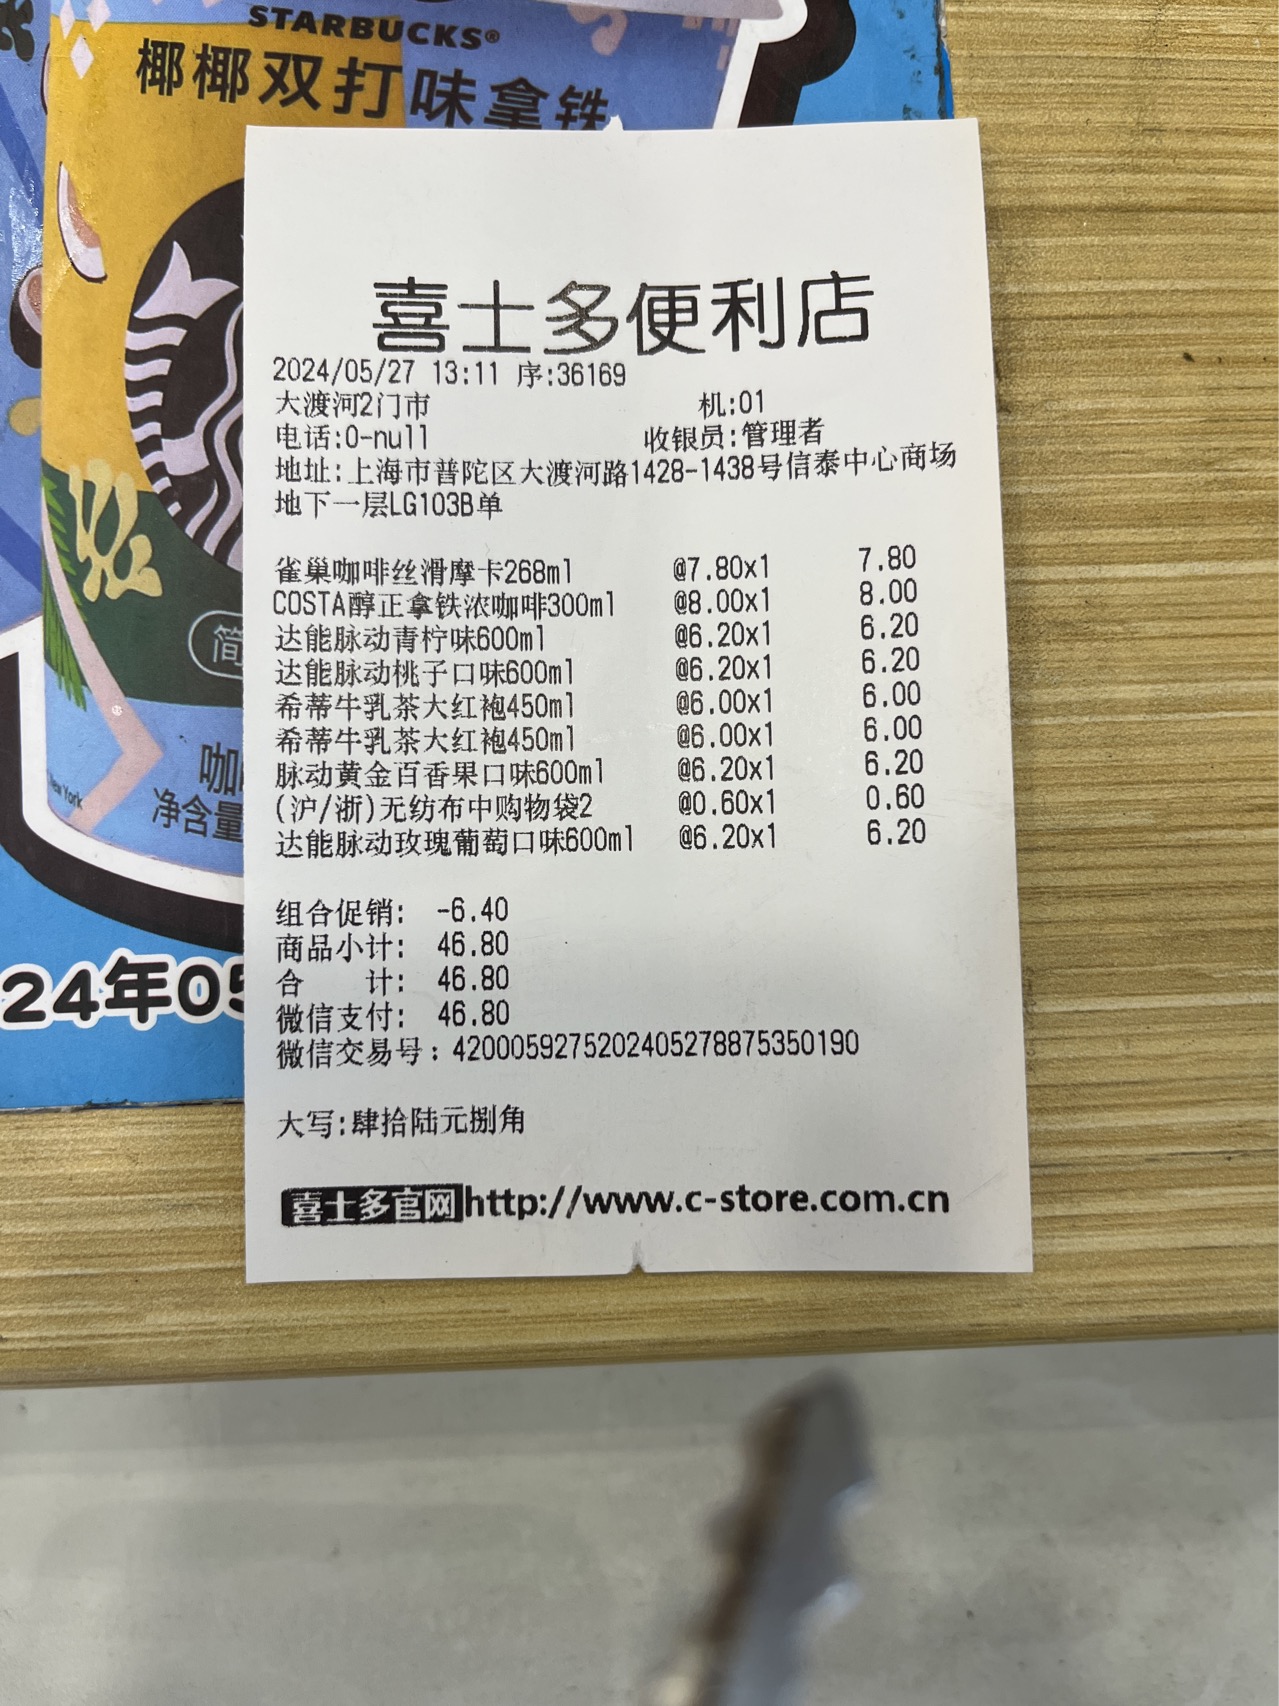 STARBUCKS®
椰椰双打味拿铁
喜士多便利店
2024/05/27 13:11 序:36169
大渡河2门市 机:01
电话:0-null 收银员:管理者
地址:上海市普陀区大渡河路1428-1438号信泰中心商场
地下一层LG103B单
雀巢咖啡丝滑摩卡268ml @7.80x1 7.80
COSTA醇正拿铁浓咖啡300ml @8.00x1 8.00
达能脉动青柠味600ml @6.20x1 6.20
达能脉动桃子口味600ml @6.20x1 6.20
希蒂牛乳茶大红袍450ml @6.00x1 6.00
希蒂牛乳茶大红袍450ml @6.00x1 6.00
脉动黄金百香果口味600ml @6.20x1 6.20
(沪/浙)无纺布中购物袋2 @0.60x1 0.60
达能脉动玫瑰葡萄口味600ml @6.20x1 6.20
组合促销: -6.40
商品小计: 46.80
合 计: 46.80
微信支付: 46.80
微信交易号：4200059275202405278875350190
大写:肆拾陆元捌角
喜士多官网http://www.c-store.com.cn
简
咖
净含量
24年05